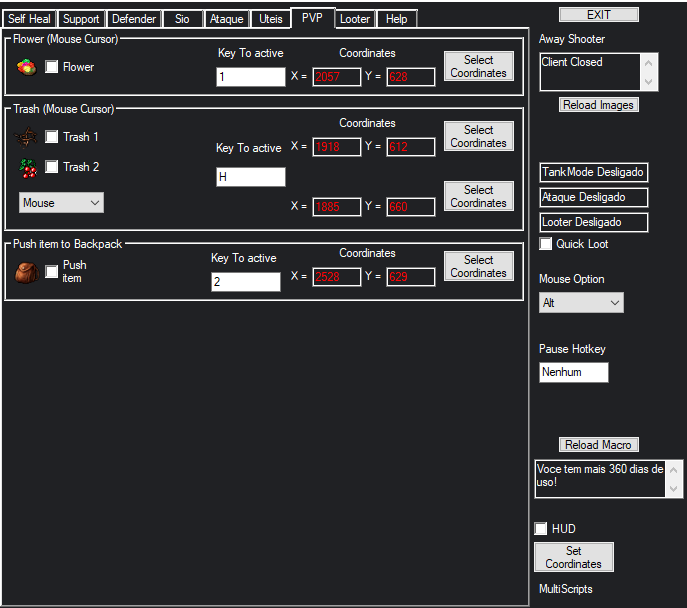 Self Heal Support Defender Sio Ataque Uteis PVP Looter Help
Flower (Mouse Cursor)
Flower
Key To active
1
Coordinates
X = 2057 Y = 628
Select
Coordinates
Trash (Mouse Cursor)
Trash 1
Trash 2
Mouse
Key To active
H
Coordinates
X = 1918 Y = 612
Select
Coordinates
X = 1885 Y = 660
Select
Coordinates
Push item to Backpack
Push
item
Key To active
2
Coordinates
X = 2528 Y = 629
Select
Coordinates
EXIT
Away Shooter
Client Closed
Reload Images
TankMode Desligado
Ataque Desligado
Looter Desligado
Quick Loot
Mouse Option
Alt
Pause Hotkey
Nenhum
Reload Macro
Voce tem mais 360 dias de
uso!
HUD
Set
Coordinates
MultiScripts